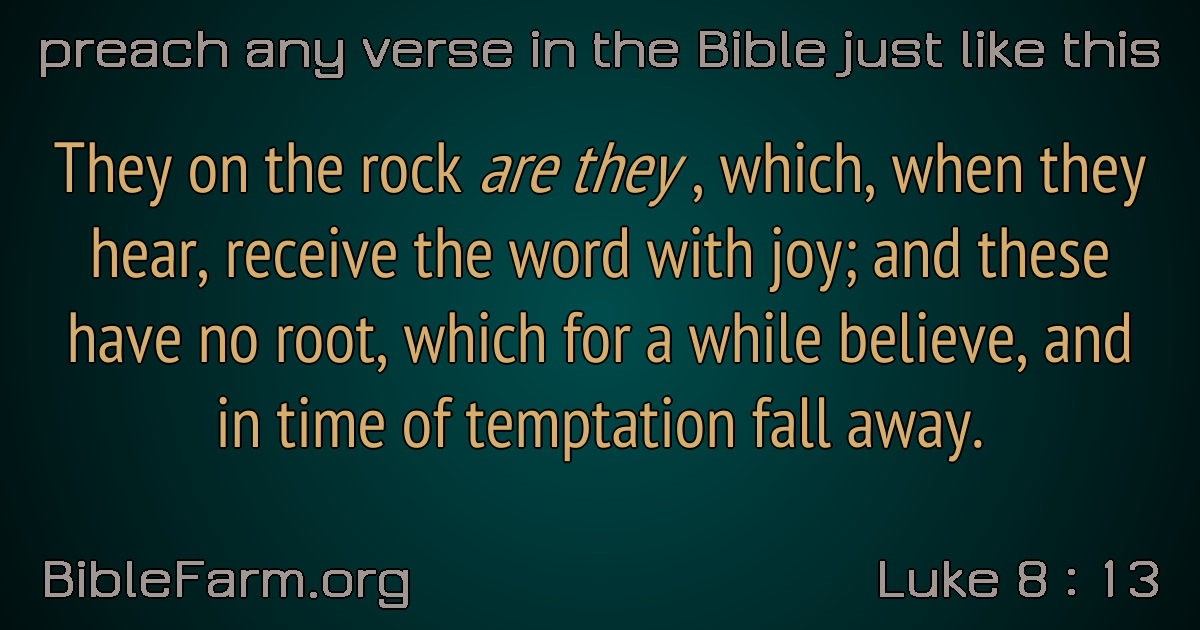 preach any verse in the Bible just like this
They on the rock are they , which, when they
hear, receive the word with joy; and these
have no root, which for a while believe, and
in time of temptation fall away.
BibleFarm.org
Luke 8 : 13